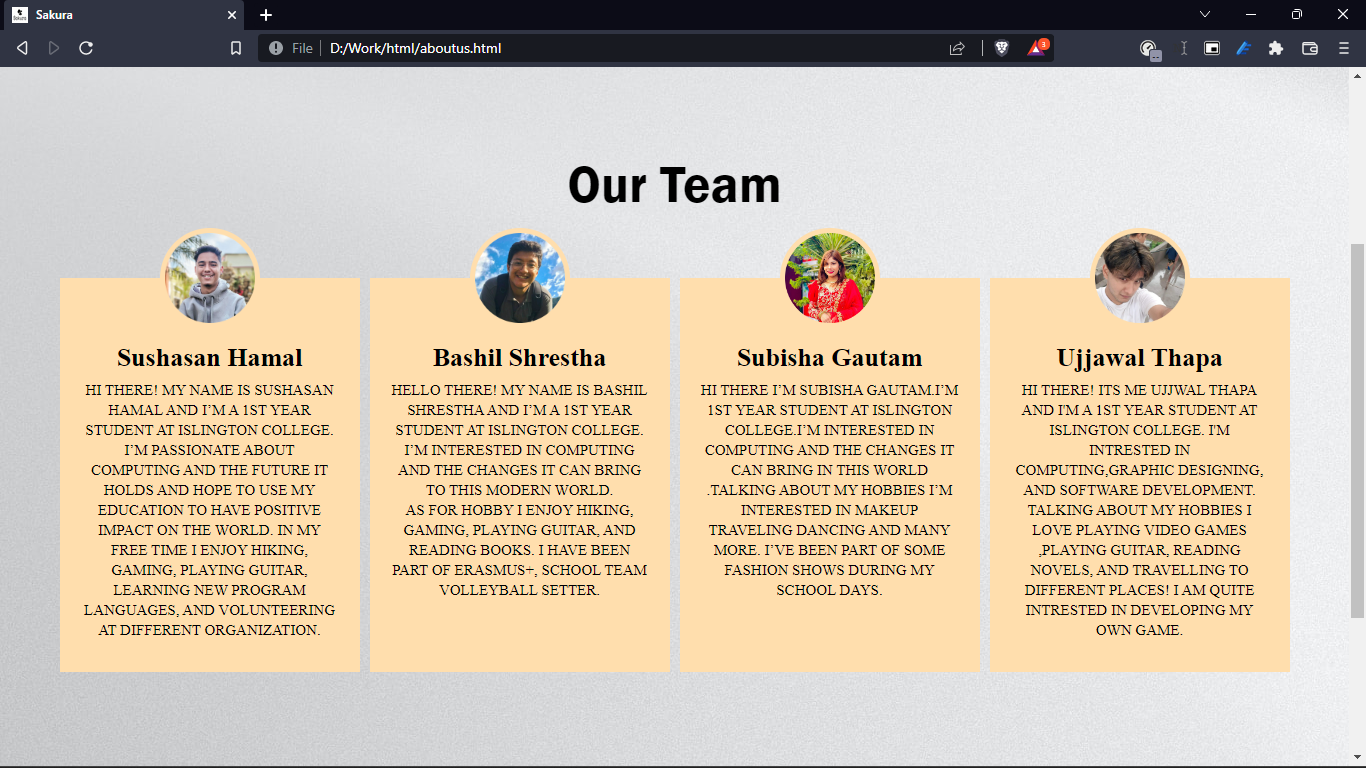 Sakura
File
D:/Work/html/aboutus.html
3
Our Team
Sushasan Hamal
HI THERE! MY NAME IS SUSHASAN
HAMAL AND I’M A 1ST YEAR
STUDENT AT ISLINGTON COLLEGE.
I’M PASSIONATE ABOUT
COMPUTING AND THE FUTURE IT
HOLDS AND HOPE TO USE MY
EDUCATION TO HAVE POSITIVE
IMPACT ON THE WORLD. IN MY
FREE TIME I ENJOY HIKING,
GAMING, PLAYING GUITAR,
LEARNING NEW PROGRAM
LANGUAGES, AND VOLUNTEERING
AT DIFFERENT ORGANIZATION.
Bashil Shrestha
HELLO THERE! MY NAME IS BASHIL
SHRESTHA AND I’M A 1ST YEAR
STUDENT AT ISLINGTON COLLEGE.
I’M INTERESTED IN COMPUTING
AND THE CHANGES IT CAN BRING
TO THIS MODERN WORLD.
AS FOR HOBBY I ENJOY HIKING,
GAMING, PLAYING GUITAR, AND
READING BOOKS. I HAVE BEEN
PART OF ERASMUS+, SCHOOL TEAM
VOLLEYBALL SETTER.
Subisha Gautam
HI THERE I’M SUBISHA GAUTAM.I’M
1ST YEAR STUDENT AT ISLINGTON
COLLEGE.I’M INTERESTED IN
COMPUTING AND THE CHANGES IT
CAN BRING IN THIS WORLD
.TALKING ABOUT MY HOBBIES I’M
INTERESTED IN MAKEUP
TRAVELING DANCING AND MANY
MORE. I’VE BEEN PART OF SOME
FASHION SHOWS DURING MY
SCHOOL DAYS.
Ujjawal Thapa
HI THERE! ITS ME UJJWAL THAPA
AND I'M A 1ST YEAR STUDENT AT
ISLINGTON COLLEGE. I'M
INTRESTED IN
COMPUTING,GRAPHIC DESIGNING,
AND SOFTWARE DEVELOPMENT.
TALKING ABOUT MY HOBBIES I
LOVE PLAYING VIDEO GAMES
,PLAYING GUITAR, READING
NOVELS, AND TRAVELLING TO
DIFFERENT PLACES! I AM QUITE
INTRESTED IN DEVELOPING MY
OWN GAME.